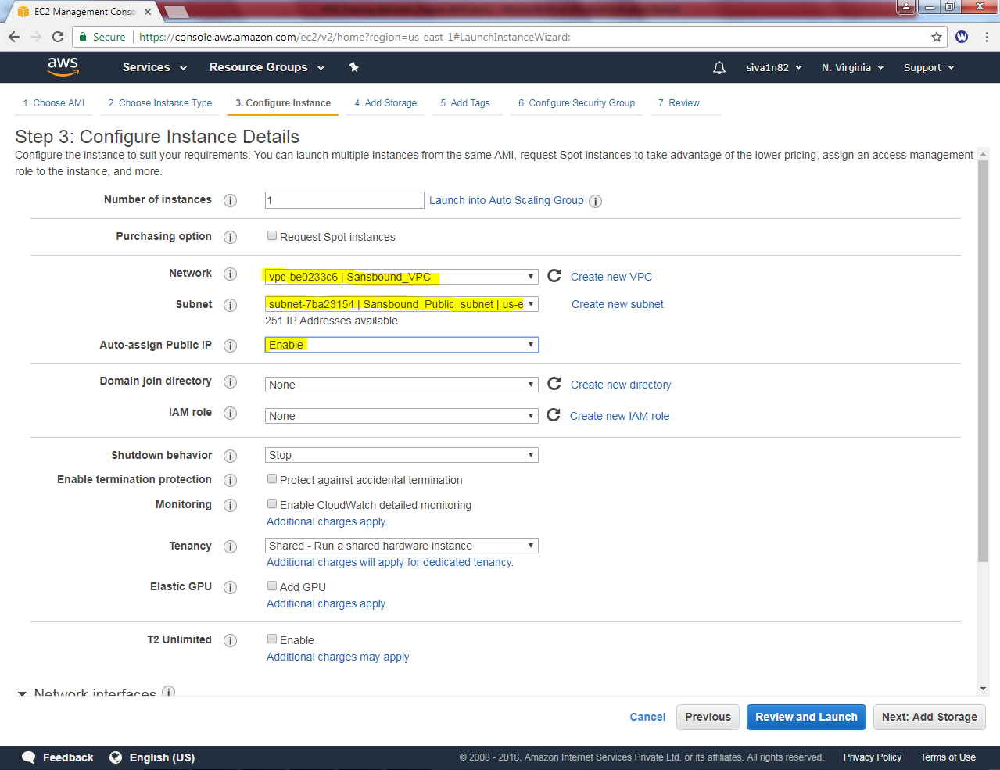 EC2 Management Conso
Secure https://console.aws.amazon.com/ec2/v2/home?region=us-east-1#LaunchInstanceWizard:
W
aws Services Resource Groups siva1n82 N. Virginia Support
1. Choose AMI 2. Choose Instance Type 3. Configure Instance 4. Add Storage 5. Add Tags 6. Configure Security Group 7. Review
Step 3: Configure Instance Details
Configure the instance to suit your requirements. You can launch multiple instances from the same AMI, request Spot instances to take advantage of the lower pricing, assign an access management
role to the instance, and more.
Number of instances i 1 Launch into Auto Scaling Group i
Purchasing option i Request Spot instances
Network i vpc-be0233c6 | Sansbound_VPC Create new VPC
Subnet i subnet-7ba23154 | Sansbound_Public_subnet | us-e Create new subnet
251 IP Addresses available
Auto-assign Public IP i Enable
Domain join directory i None Create new directory
IAM role i None Create new IAM role
Shutdown behavior i Stop
Enable termination protection i Protect against accidental termination
Monitoring i Enable CloudWatch detailed monitoring
Additional charges apply.
Tenancy i Shared - Run a shared hardware instance
Additional charges will apply for dedicated tenancy.
Elastic GPU i Add GPU
Additional charges apply.
T2 Unlimited i Enable
Additional charges may apply
Network interfaces i
Cancel Previous Review and Launch Next: Add Storage
Feedback English (US) © 2008 - 2018, Amazon Internet Services Private Ltd. or its affiliates. All rights reserved. Privacy Policy Terms of Use